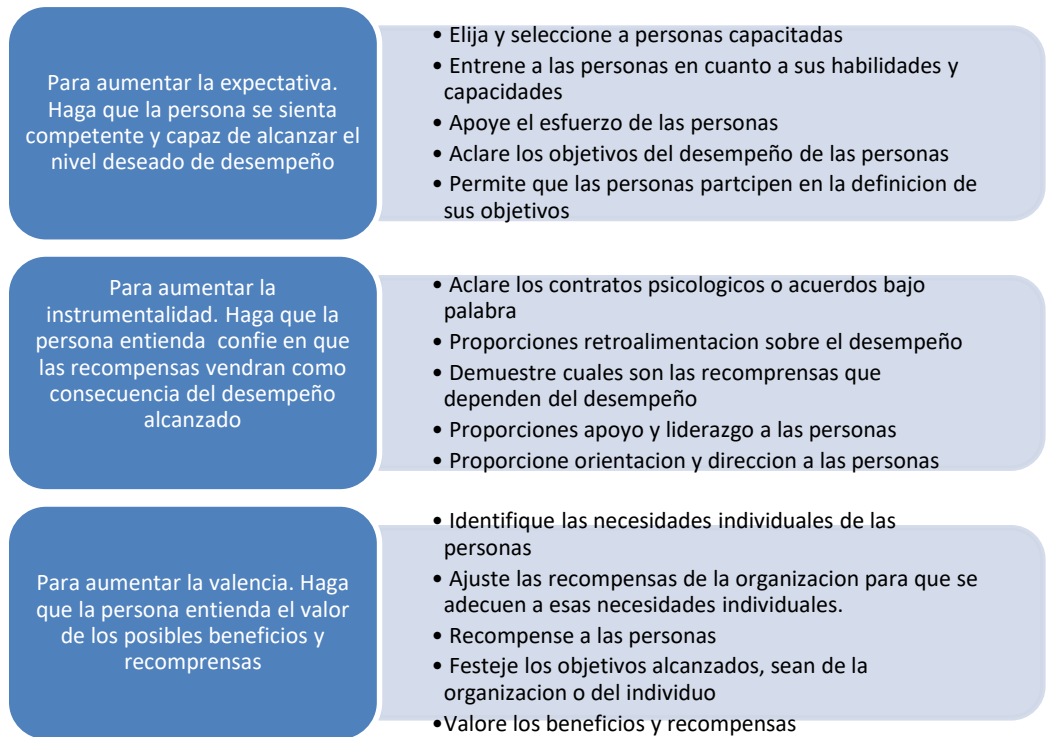 Para aumentar la expectativa.
Haga que la persona se sienta
competente y capaz de alcanzar el
nivel deseado de desempeño
• Elija y seleccione a personas capacitadas
• Entrene a las personas en cuanto a sus habilidades y
capacidades
• Apoye el esfuerzo de las personas
• Aclare los objetivos del desempeño de las personas
• Permite que las personas partcipen en la definicion de
sus objetivos
Para aumentar la
instrumentalidad. Haga que la
persona entienda confie en que
las recompensas vendran como
consecuencia del desempeño
alcanzado
• Aclare los contratos psicologicos o acuerdos bajo
palabra
• Proporciones retroalimentacion sobre el desempeño
• Demuestre cuales son las recomprensas que
dependen del desempeño
• Proporciones apoyo y liderazgo a las personas
• Proporcione orientacion y direccion a las personas
Para aumentar la valencia. Haga
que la persona entienda el valor
de los posibles beneficios y
recomprensas
• Identifique las necesidades individuales de las
personas
• Ajuste las recompensas de la organizacion para que se
adecuen a esas necesidades individuales.
• Recompense a las personas
• Festeje los objetivos alcanzados, sean de la
organizacion o del individuo
•Valore los beneficios y recompensas